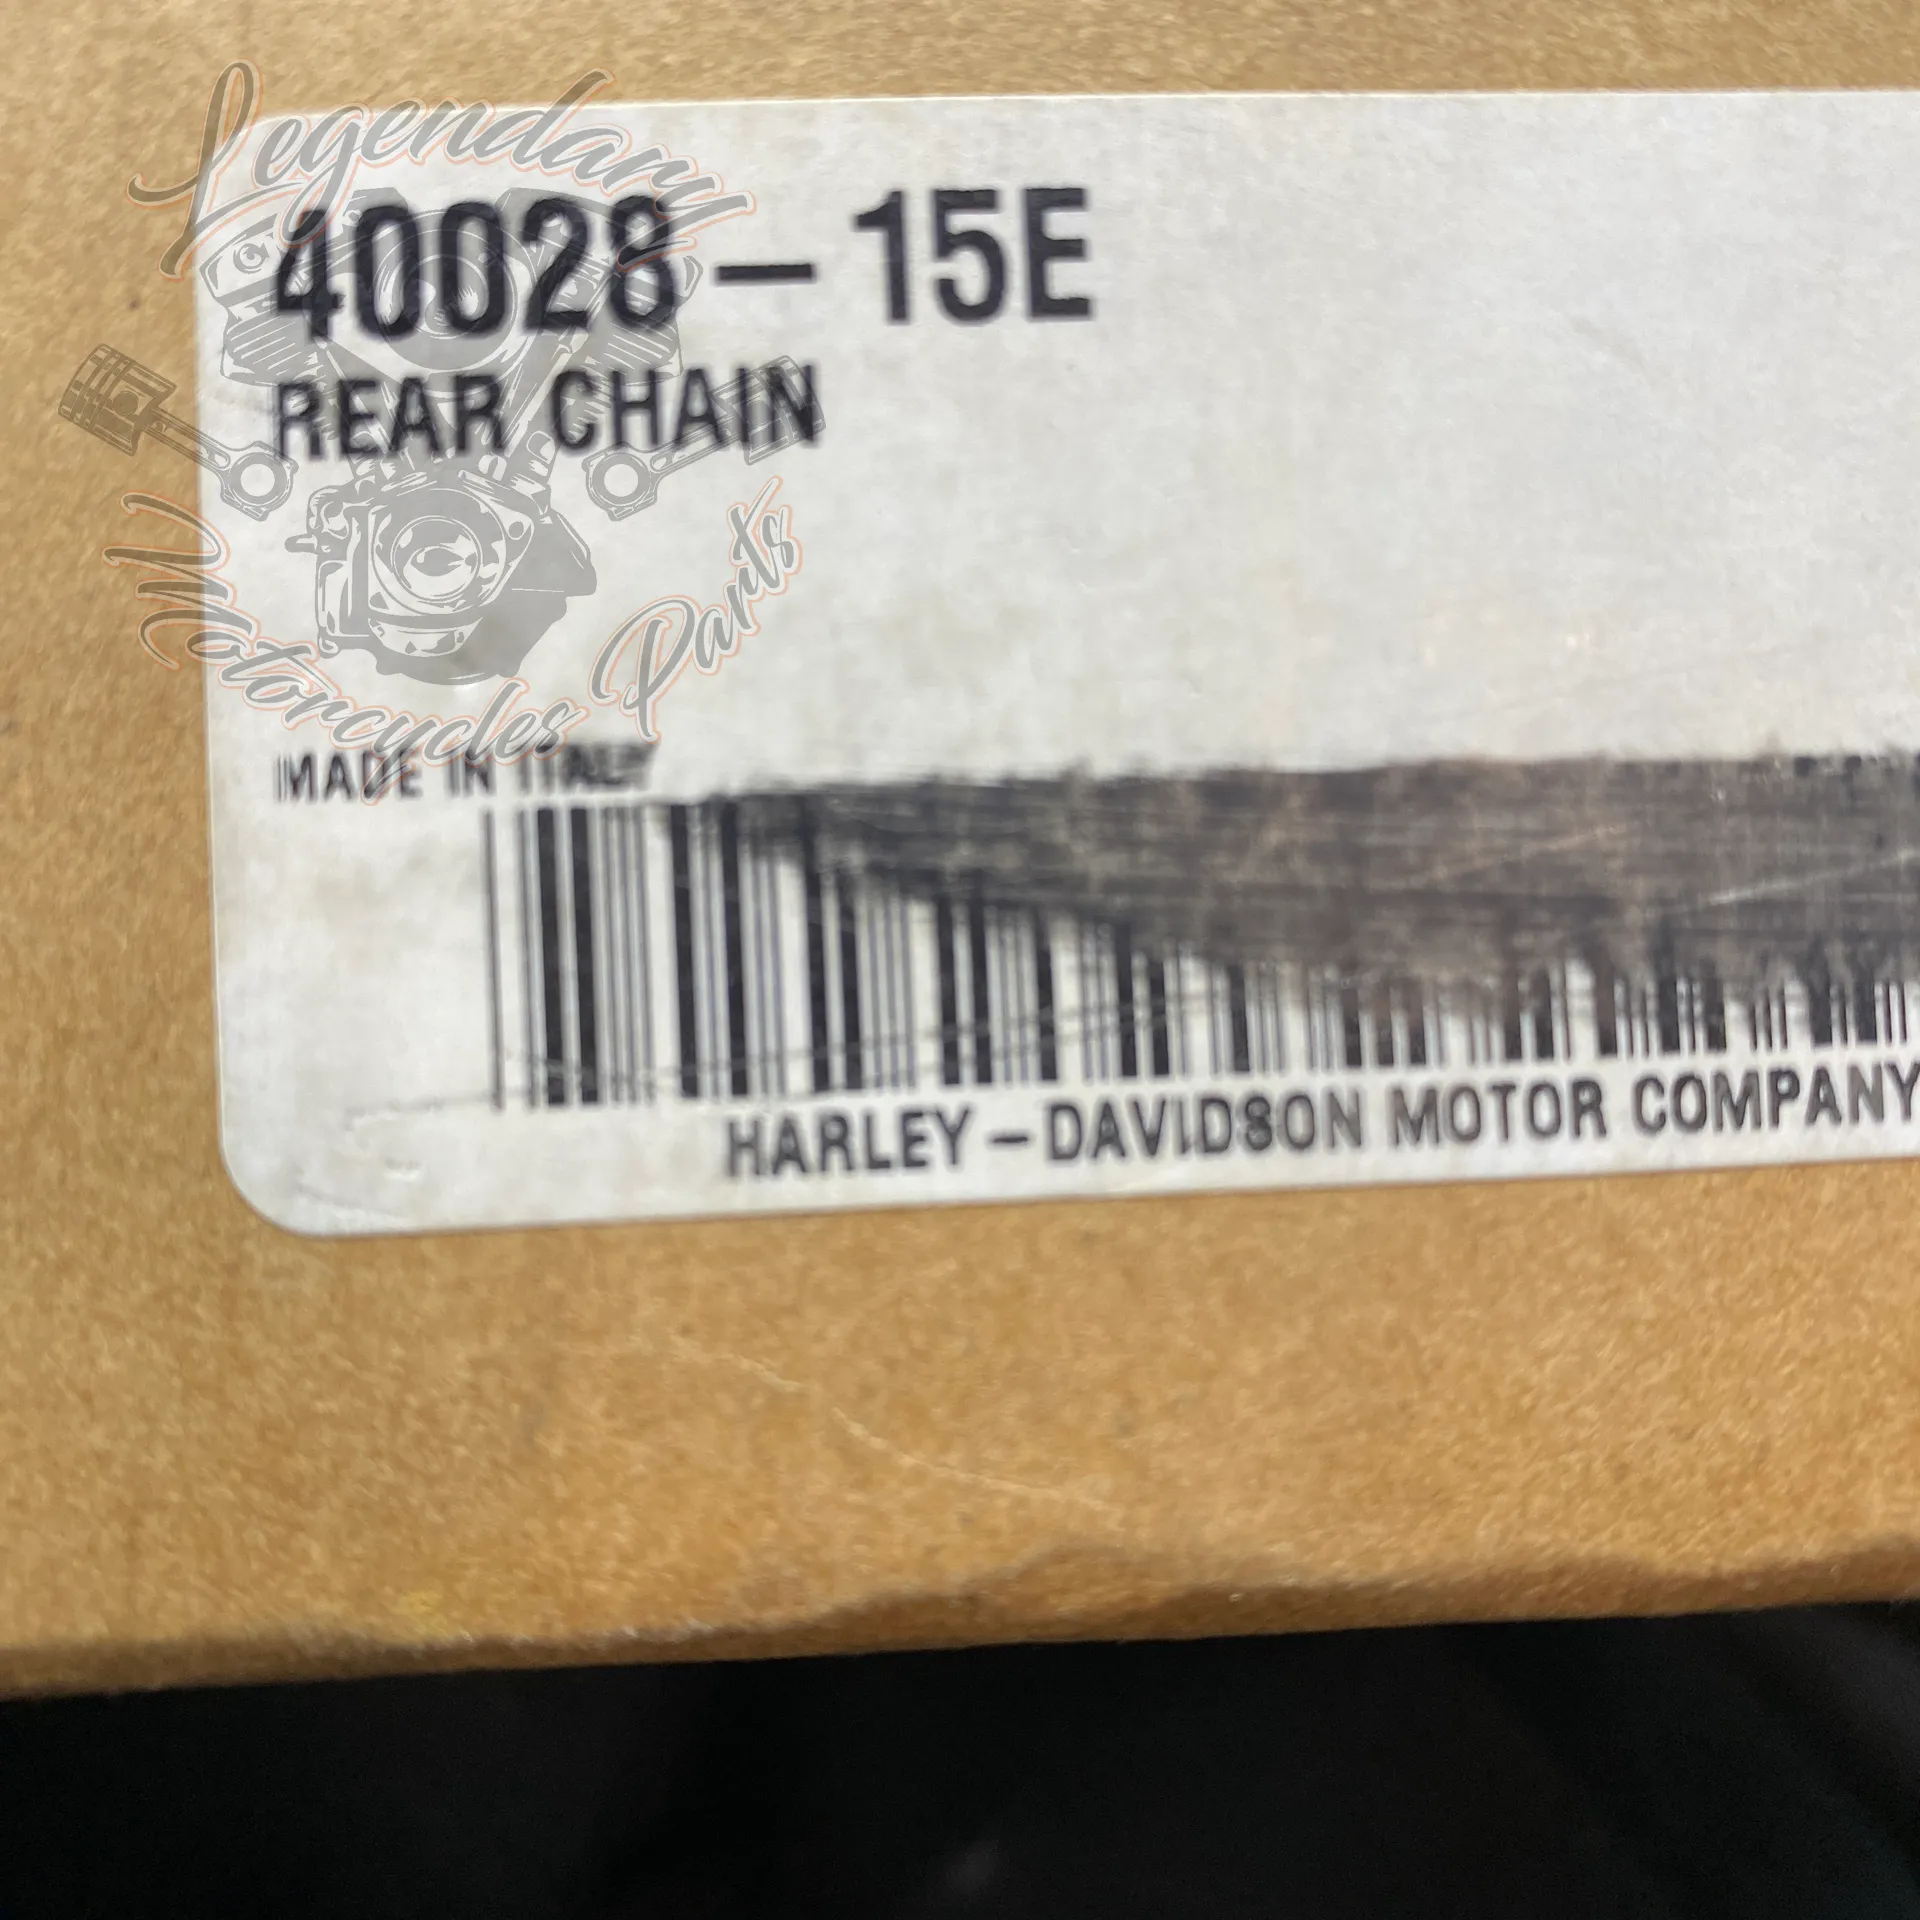 Legendary
40028-15E
REAR CHAIN
Motorcycles Parts
MADE IN ITALY
HARLEY-DAVIDSON MOTOR COMPANY